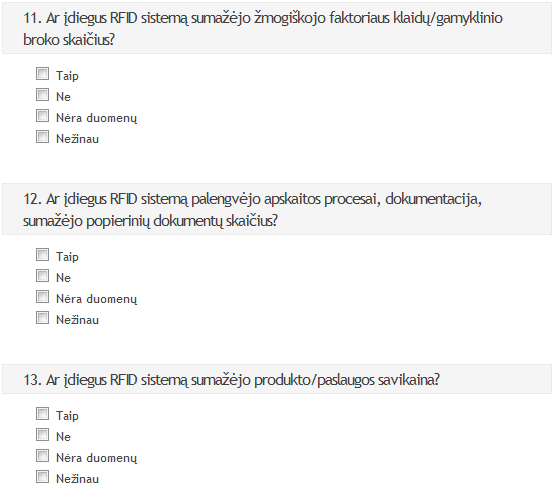 11. Ar įdiegus RFID sistemą sumažėjo žmogiškojo faktoriaus klaidų/gamyklinio
broko skaičius?
Taip
Ne
Nėra duomenų
Nežinau
12. Ar įdiegus RFID sistemą palengvėjo apskaitos procesai, dokumentacija,
sumažėjo popierinių dokumentų skaičius?
Taip
Ne
Nėra duomenų
Nežinau
13. Ar įdiegus RFID sistemą sumažėjo produkto/paslaugos savikaina?
Taip
Ne
Nėra duomenų
Nežinau